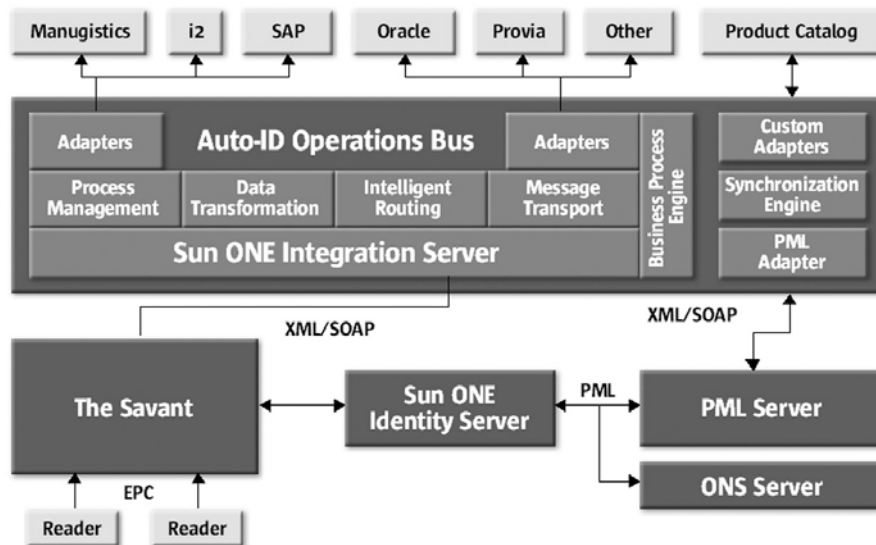 Manugistics
i2
SAP
Oracle
Provia
Other
Product Catalog
Adapters
Auto-ID Operations Bus
Adapters
Business Process
Engine
Custom
Adapters
Process
Management
Data
Transformation
Intelligent
Routing
Message
Transport
Synchronization
Engine
Sun ONE Integration Server
PML
Adapter
XML/SOAP
XML/SOAP
The Savant
Sun ONE
Identity Server
PML
PML Server
ONS Server
EPC
Reader
Reader